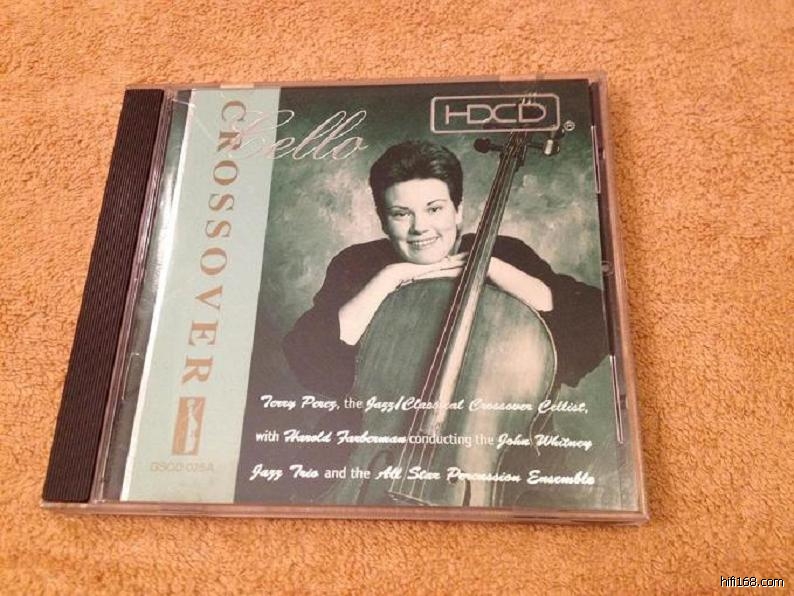 CROSSOVER
Cello
HDCD
®
Terry Perez, the Jazz/Classical Crossover Cellist,
with Harold Farberman conducting the John Whitney
Jazz Trio and the All Star Percussion Ensemble
GSCD 025A
hifi168.com